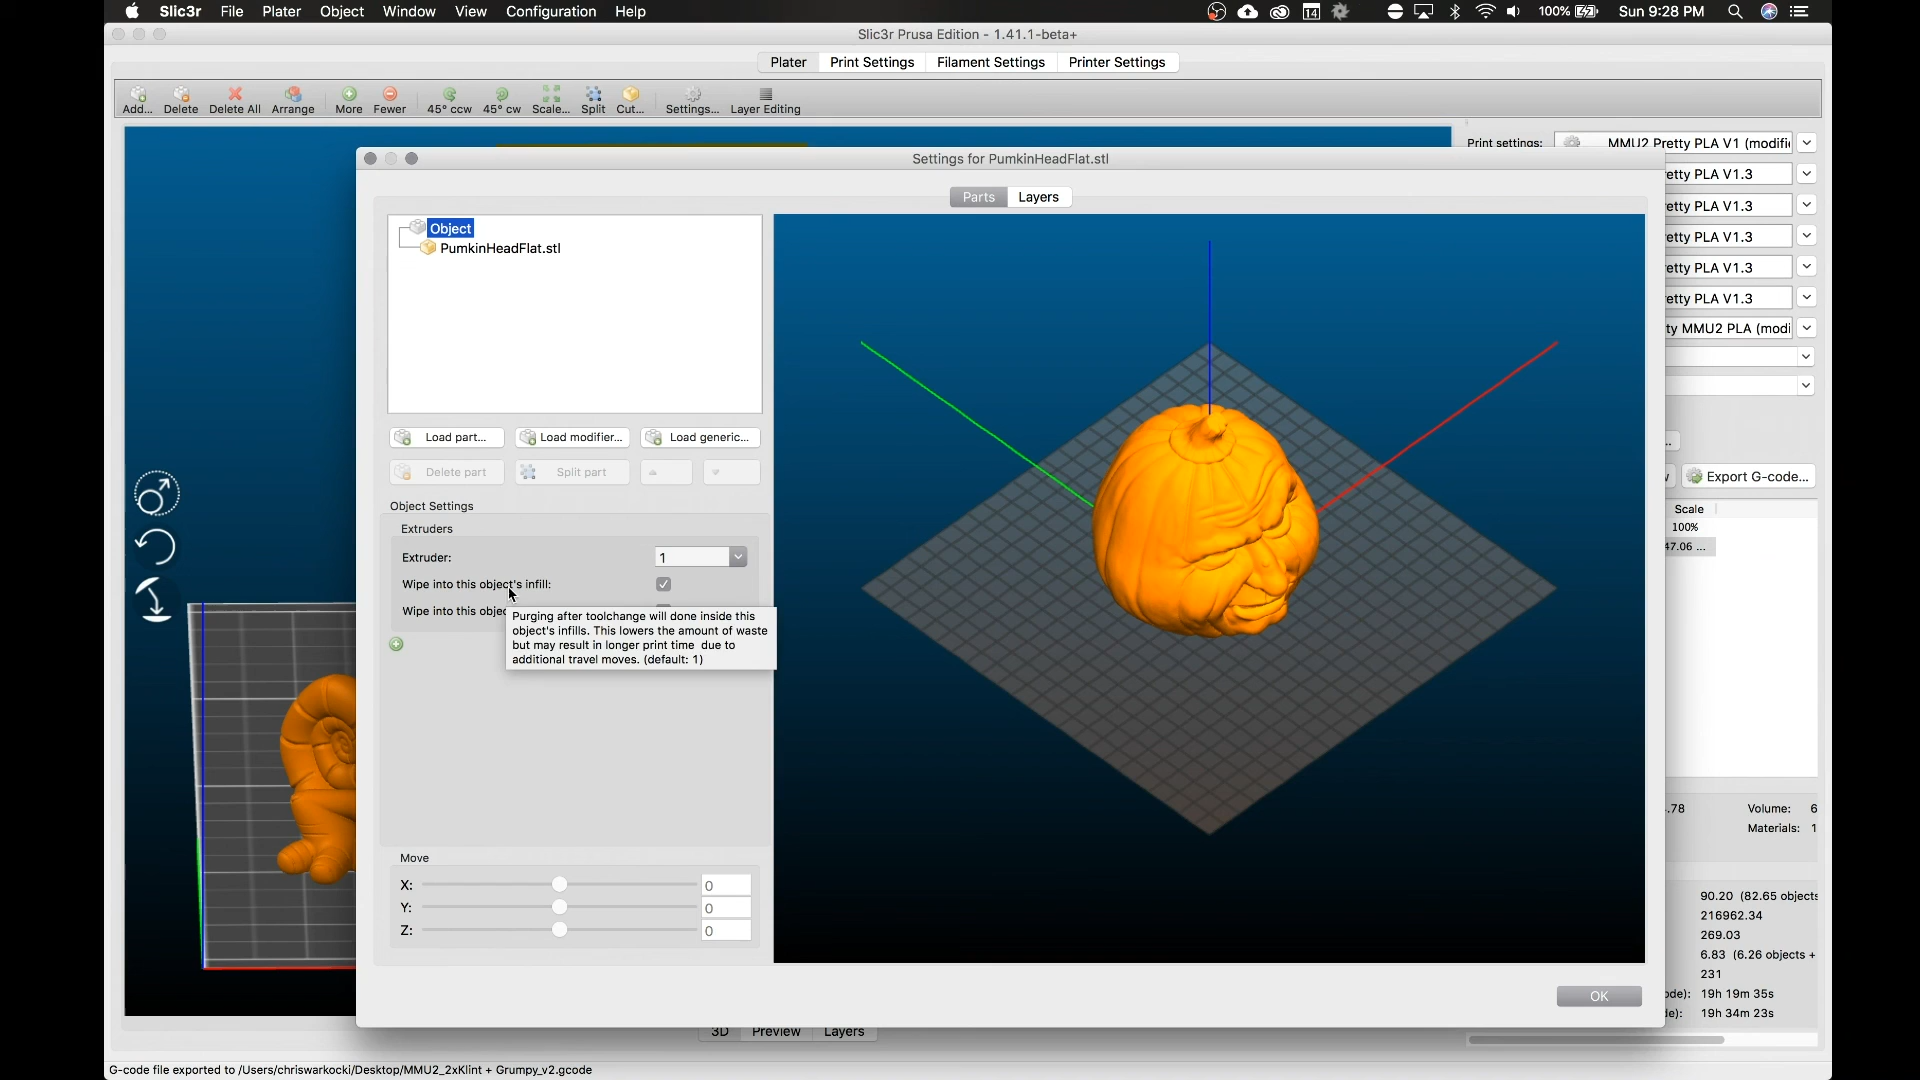 Slic3r File Plater Object Window View Configuration Help
14
100% Sun 9:28 PM
Slic3r Prusa Edition - 1.41.1-beta+
Plater Print Settings Filament Settings Printer Settings
Add... Delete Delete All Arrange More Fewer 45° ccw 45° cw Scale... Split Cut... Settings... Layer Editing
Print settings: MMU2 Pretty PLA V1 (modifi
Settings for PumkinHeadFlat.stl
etty PLA V1.3
Parts Layers
etty PLA V1.3
Object
etty PLA V1.3
PumkinHeadFlat.stl
etty PLA V1.3
etty PLA V1.3
ty MMU2 PLA (modi
Load part... Load modifier... Load generic...
Delete part Split part
Export G-code...
Object Settings
Scale
Extruders
100%
47.06 ...
Extruder: 1
Wipe into this object's infill:
Wipe into this objec
Purging after toolchange will done inside this
object's infills. This lowers the amount of waste
but may result in longer print time due to
additional travel moves. (default: 1)
.78 Volume: 6
Materials: 1
Move
X: 0
Y: 0
Z: 0
90.20 (82.65 objects
216962.34
269.03
6.83 (6.26 objects +
231
ode): 19h 19m 35s
le): 19h 34m 23s
OK
3D Preview Layers
G-code file exported to /Users/chriswarkocki/Desktop/MMU2_2xKlint + Grumpy_v2.gcode